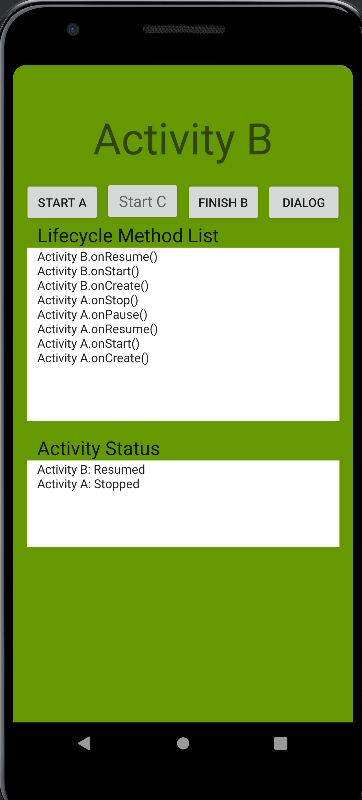 Activity B
START A
Start C
FINISH B
DIALOG
Lifecycle Method List
Activity B.onResume()
Activity B.onStart()
Activity B.onCreate()
Activity A.onStop()
Activity A.onPause()
Activity A.onResume()
Activity A.onStart()
Activity A.onCreate()
Activity Status
Activity B: Resumed
Activity A: Stopped